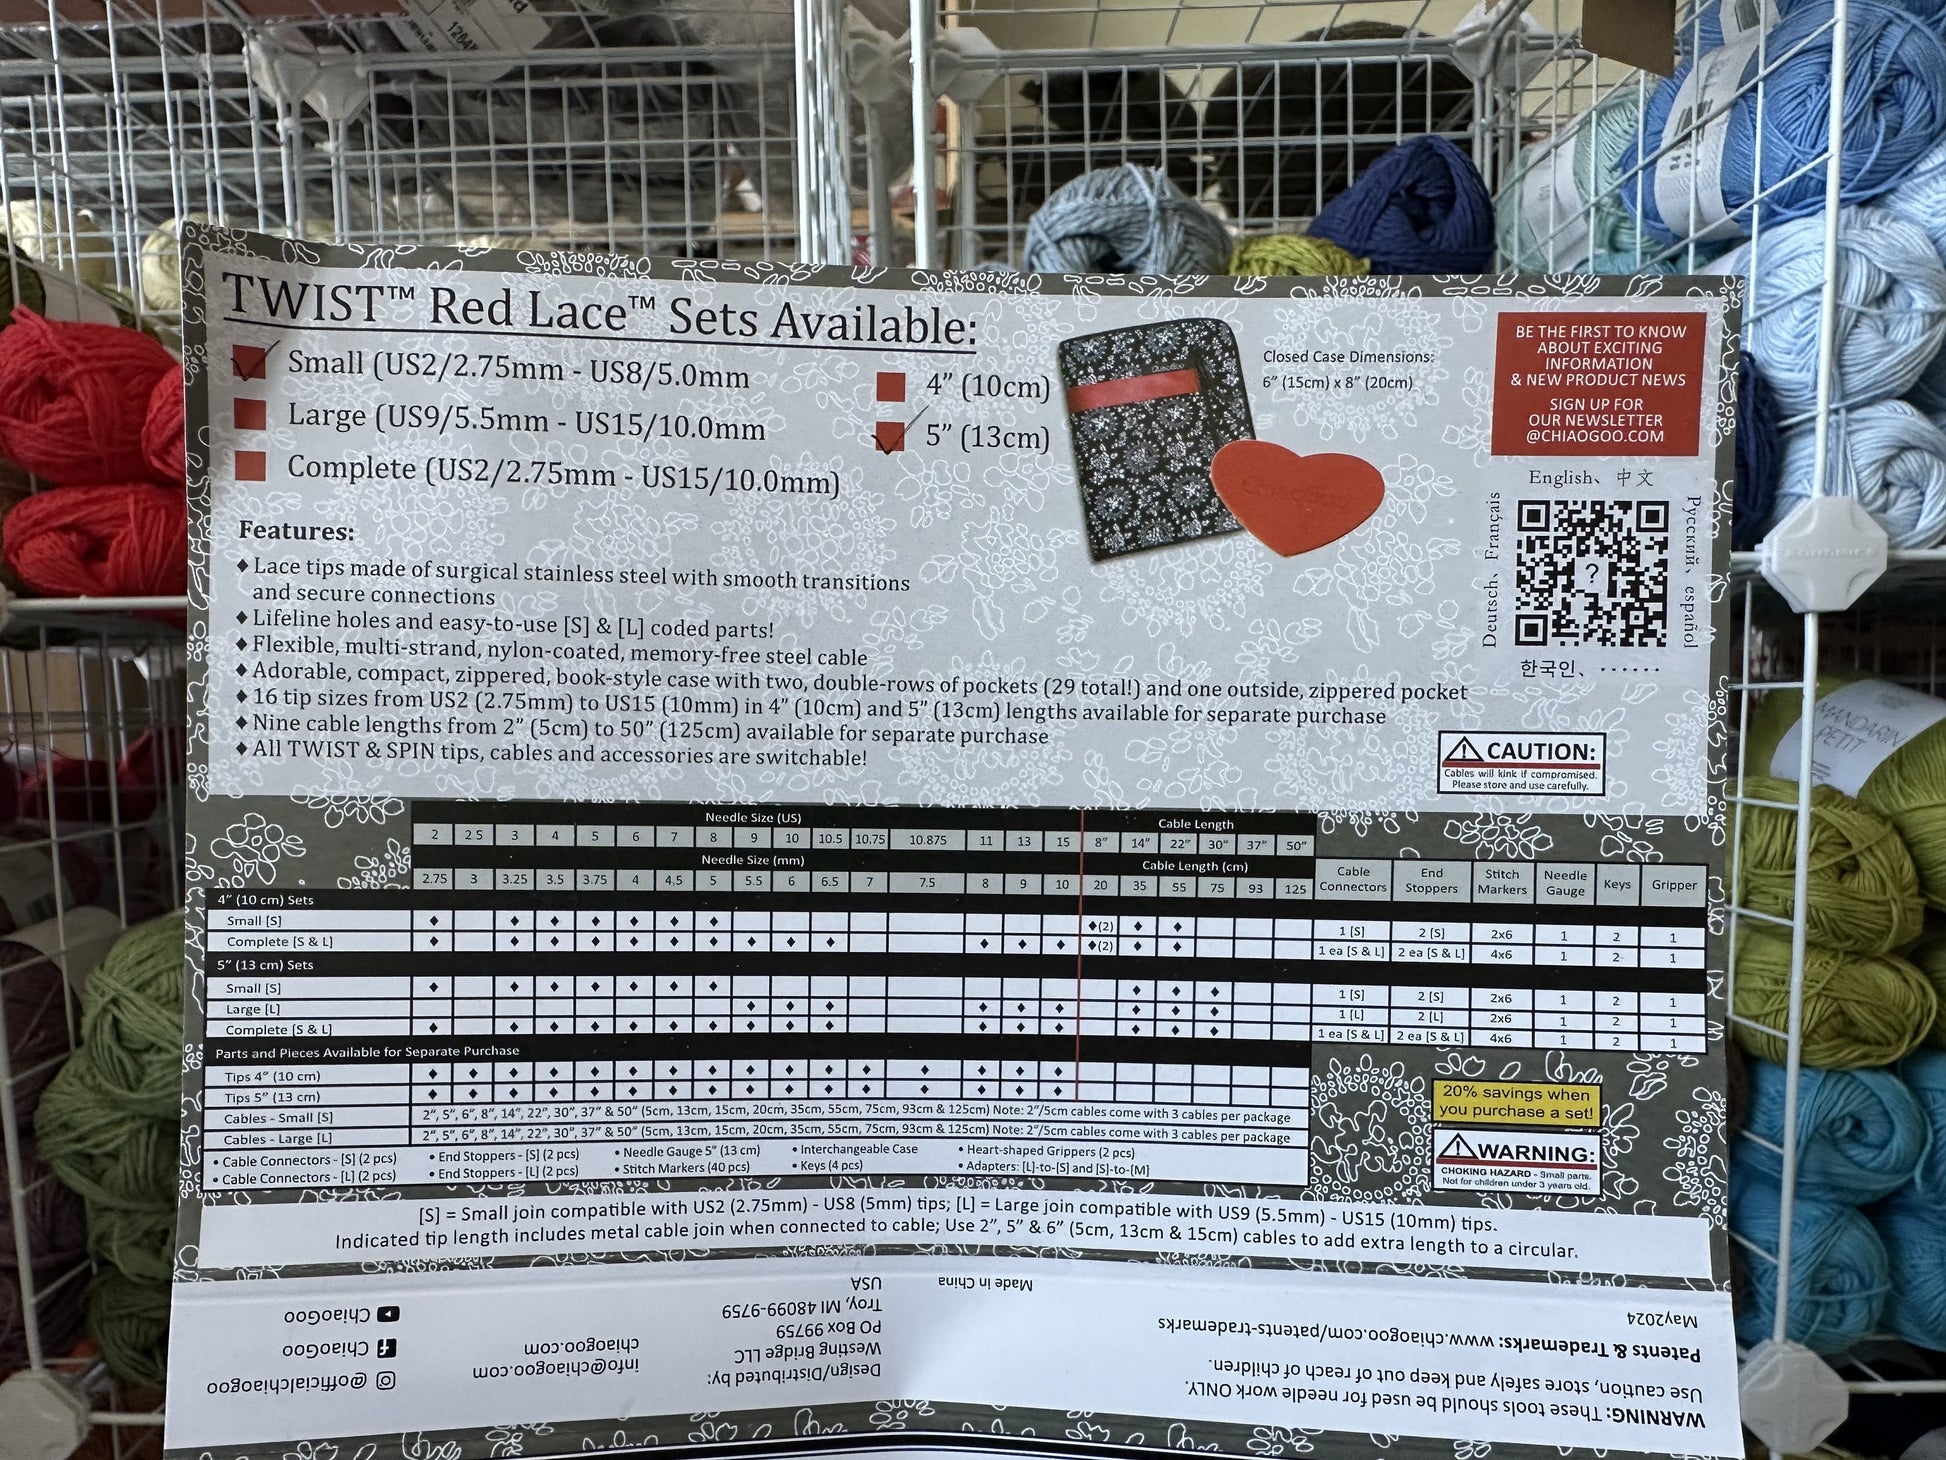 TWIST™ Red Lace™ Sets Available:
Small (US2/2.75mm - US8/5.0mm
Large (US9/5.5mm - US15/10.0mm
Complete (US2/2.75mm - US15/10.0mm)
4” (10cm)
5” (13cm)
Closed Case Dimensions:
6” (15cm) x 8” (20cm)
BE THE FIRST TO KNOW
ABOUT EXCITING
INFORMATION
& NEW PRODUCT NEWS
SIGN UP FOR
OUR NEWSLETTER
@CHIAOGOO.COM
English、中文
Deutsch、Français
Русский、español
?
한국인、······
Features:
♦ Lace tips made of surgical stainless steel with smooth transitions
and secure connections
♦ Lifeline holes and easy-to-use [S] & [L] coded parts!
♦ Flexible, multi-strand, nylon-coated, memory-free steel cable
♦ Adorable, compact, zippered, book-style case with two, double-rows of pockets (29 total!) and one outside, zippered pocket
♦ 16 tip sizes from US2 (2.75mm) to US15 (10mm) in 4” (10cm) and 5” (13cm) lengths available for separate purchase
♦ Nine cable lengths from 2” (5cm) to 50” (125cm) available for separate purchase
♦ All TWIST & SPIN tips, cables and accessories are switchable!
CAUTION:
Cables will kink if compromised.
Please store and use carefully.
Needle Size (US) Cable Length
2 2.5 3 4 5 6 7 8 9 10 10.5 10.75 10.875 11 13 15 8” 14” 22” 30” 37” 50”
Needle Size (mm) Cable Length (cm)
2.75 3 3.25 3.5 3.75 4 4.5 5 5.5 6 6.5 7 7.5 8 9 10 20 35 55 75 93 125
Cable Connectors End Stoppers Stitch Markers Needle Gauge Keys Gripper
4” (10 cm) Sets
Small [S] ♦ ♦ ♦ ♦ ♦ ♦ ♦ ♦(2) ♦ ♦ 1 [S] 2 [S] 2x6 1 2 1
Complete [S & L] ♦ ♦ ♦ ♦ ♦ ♦ ♦ ♦ ♦ ♦ ♦ ♦ ♦ ♦(2) ♦ ♦ 1 ea [S & L] 2 ea [S & L] 4x6 1 2 1
5” (13 cm) Sets
Small [S] ♦ ♦ ♦ ♦ ♦ ♦ ♦ ♦ ♦ ♦ 1 [S] 2 [S] 2x6 1 2 1
Large [L] ♦ ♦ ♦ ♦ ♦ ♦ ♦ ♦ ♦ 1 [L] 2 [L] 2x6 1 2 1
Complete [S & L] ♦ ♦ ♦ ♦ ♦ ♦ ♦ ♦ ♦ ♦ ♦ ♦ ♦ ♦ ♦ ♦ 1 ea [S & L] 2 ea [S & L] 4x6 1 2 1
Parts and Pieces Available for Separate Purchase
Tips 4” (10 cm) ♦ ♦ ♦ ♦ ♦ ♦ ♦ ♦ ♦ ♦ ♦ ♦ ♦ ♦ ♦ ♦
Tips 5” (13 cm) ♦ ♦ ♦ ♦ ♦ ♦ ♦ ♦ ♦ ♦ ♦ ♦ ♦ ♦ ♦ ♦
Cables - Small [S] 2”, 5”, 6”, 8”, 14”, 22”, 30”, 37” & 50” (5cm, 13cm, 15cm, 20cm, 35cm, 55cm, 75cm, 93cm & 125cm) Note: 2”/5cm cables come with 3 cables per package
Cables - Large [L] 2”, 5”, 6”, 8”, 14”, 22”, 30”, 37” & 50” (5cm, 13cm, 15cm, 20cm, 35cm, 55cm, 75cm, 93cm & 125cm) Note: 2”/5cm cables come with 3 cables per package
• Cable Connectors - [S] (2 pcs) • End Stoppers - [S] (2 pcs) • Needle Gauge 5” (13 cm) • Interchangeable Case • Heart-shaped Grippers (2 pcs)
• Cable Connectors - [L] (2 pcs) • End Stoppers - [L] (2 pcs) • Stitch Markers (40 pcs) • Keys (4 pcs) • Adapters: [L]-to-[S] and [S]-to-[M]
20% savings when
you purchase a set!
WARNING:
CHOKING HAZARD - Small parts.
Not for children under 3 years old.
[S] = Small join compatible with US2 (2.75mm) - US8 (5mm) tips; [L] = Large join compatible with US9 (5.5mm) - US15 (10mm) tips.
Indicated tip length includes metal cable join when connected to cable; Use 2”, 5” & 6” (5cm, 13cm & 15cm) cables to add extra length to a circular.
WARNING: These tools should be used for needle work ONLY.
Use caution, store safely and keep out of reach of children.
Patents & Trademarks: www.chiaogoo.com/patents-trademarks
May2024
Made in China
Design/Distributed by:
Westing Bridge LLC
PO Box 99759
Troy, MI 48099-9759
USA
info@chiaogoo.com
chiaogoo.com
@officialchiaogoo
ChiaoGoo
ChiaoGoo
MANDARIN
PETIT